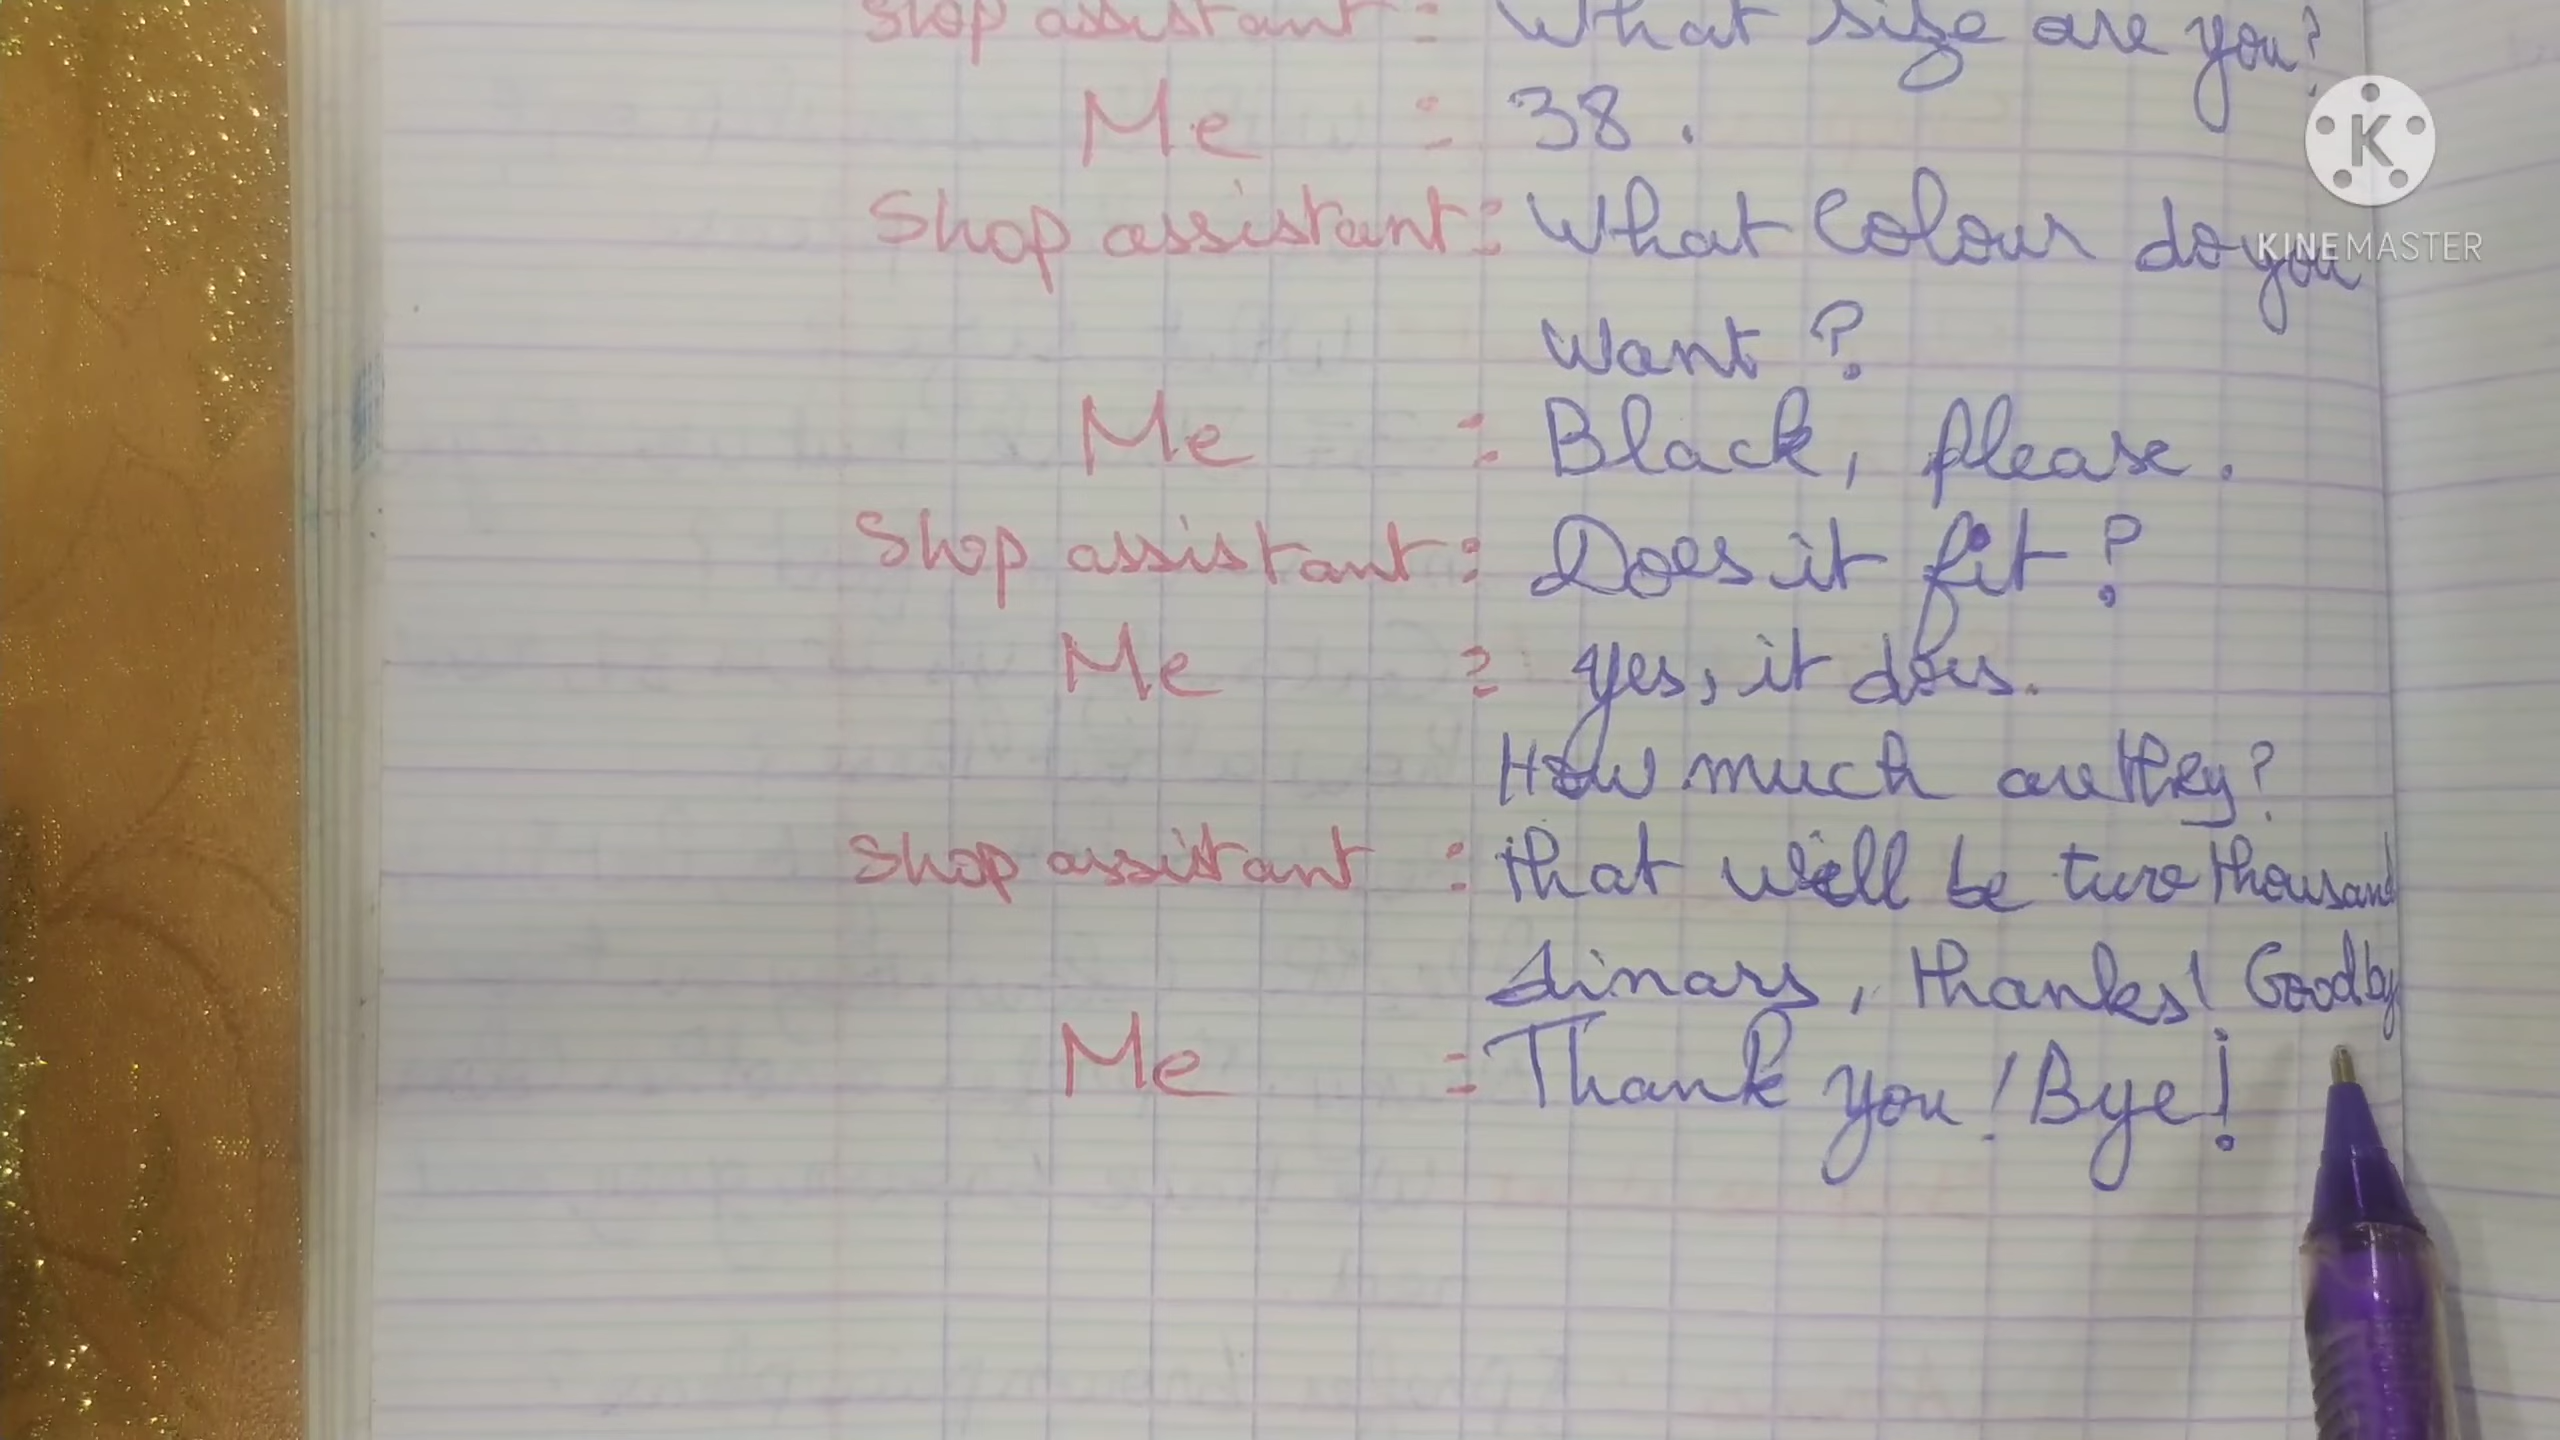 Shop assistant : What size are you?
Me : 38.
Shop assistant : What Colour do you
want ?
Me : Black, please.
Shop assistant : Does it fit ?
Me : yes, it does.
How much are they?
Shop assistant : that will be two thousand
dinars, thanks! Goodby
Me : Thank you! Bye!
KINEMASTER